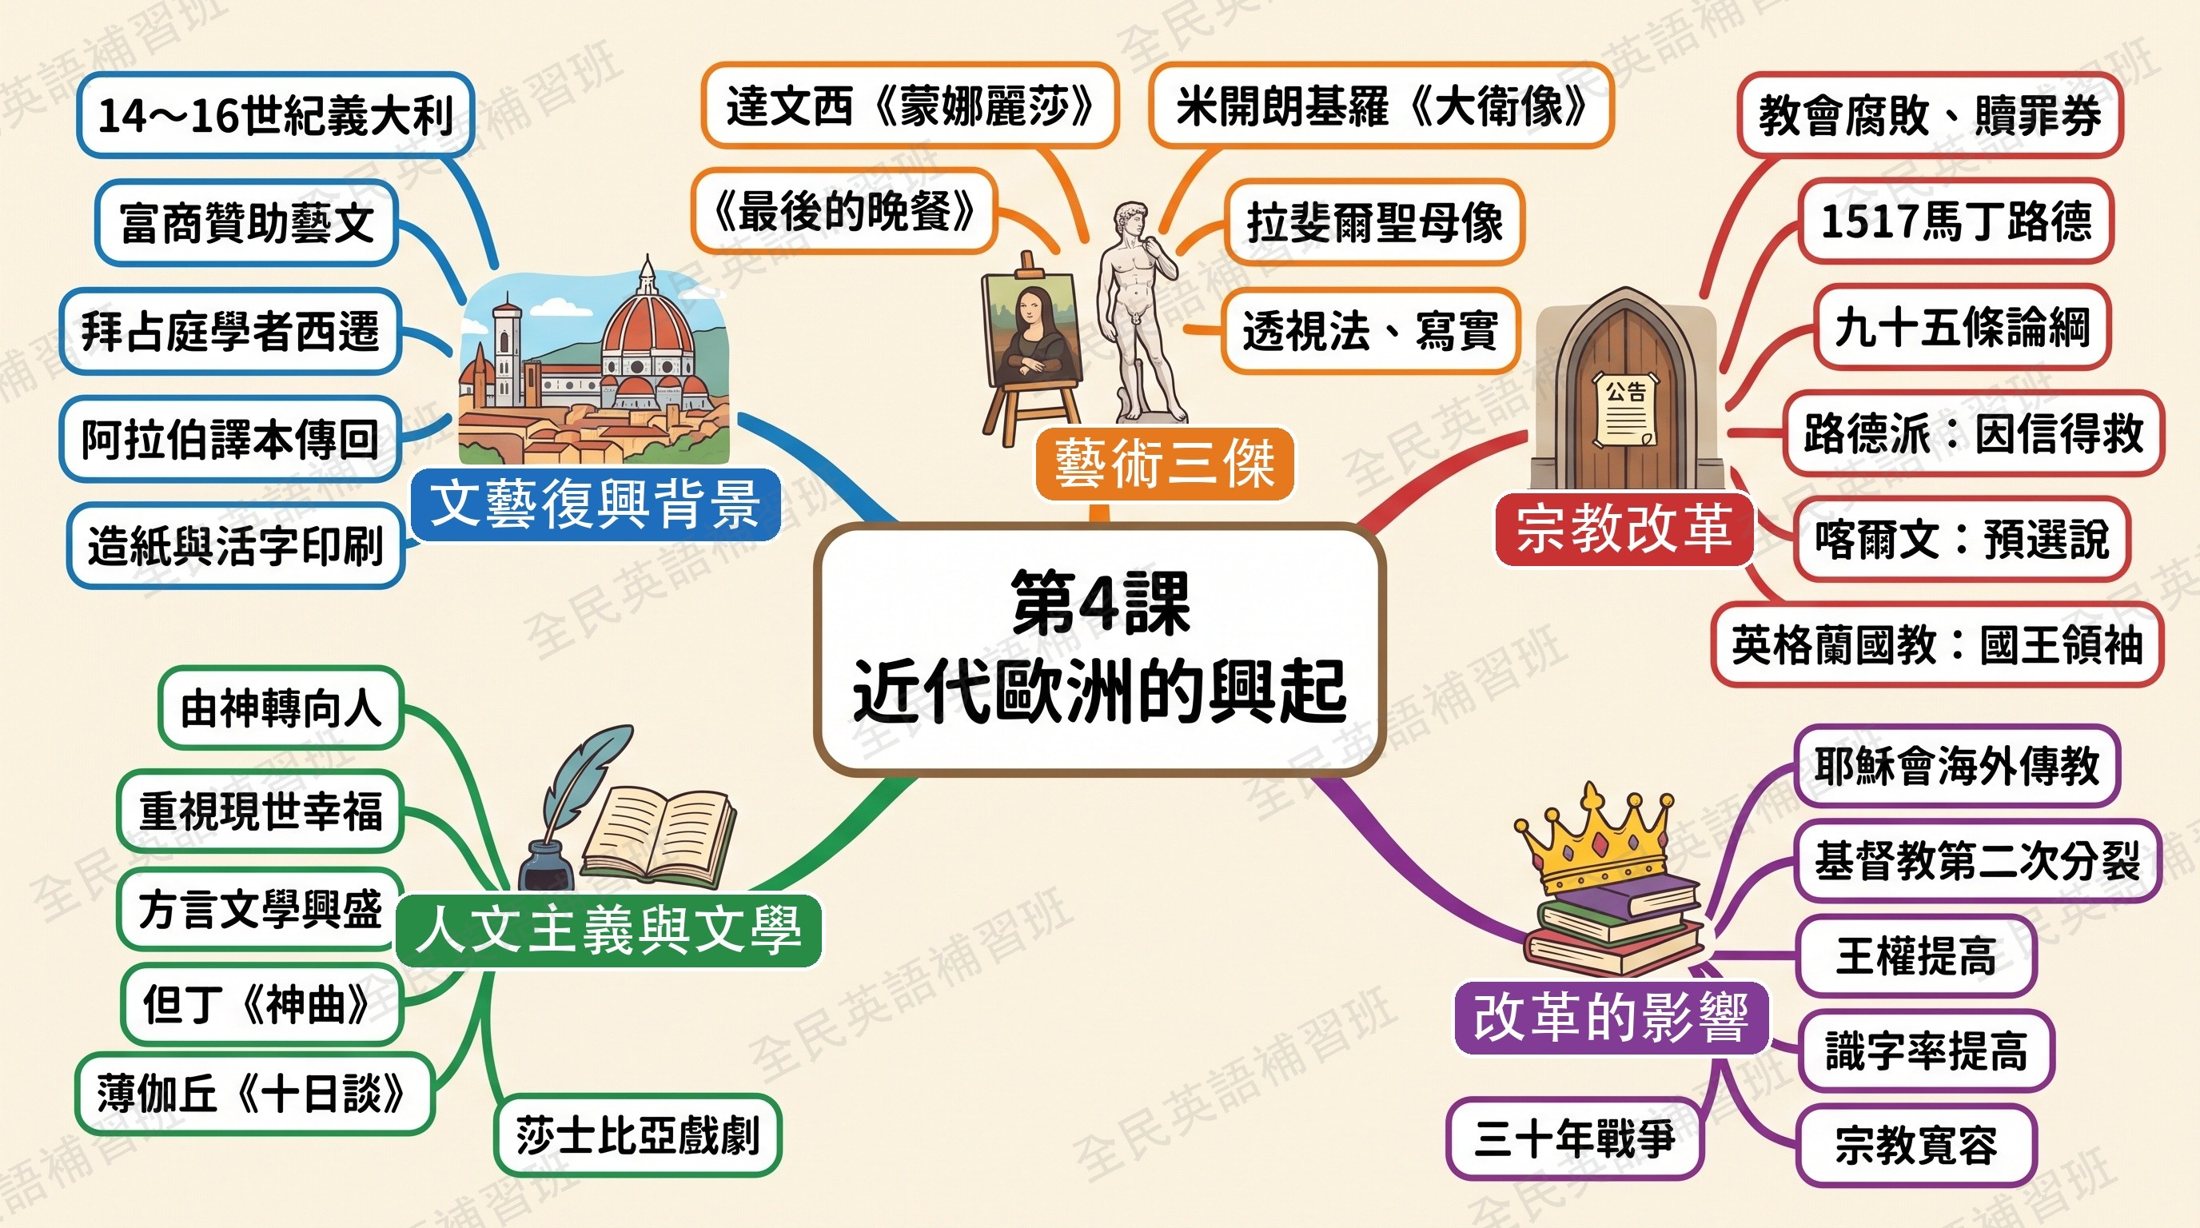 第4課
近代歐洲的興起
文藝復興背景
14～16世紀義大利
富商贊助藝文
拜占庭學者西遷
阿拉伯譯本傳回
造紙與活字印刷
藝術三傑
達文西《蒙娜麗莎》
《最後的晚餐》
米開朗基羅《大衛像》
拉斐爾聖母像
透視法、寫實
宗教改革
公告
教會腐敗、贖罪券
1517馬丁路德
九十五條論綱
路德派：因信得救
喀爾文：預選說
英格蘭國教：國王領袖
人文主義與文學
由神轉向人
重視現世幸福
方言文學興盛
但丁《神曲》
薄伽丘《十日談》
莎士比亞戲劇
改革的影響
耶穌會海外傳教
基督教第二次分裂
王權提高
識字率提高
宗教寬容
三十年戰爭
全民英語補習班